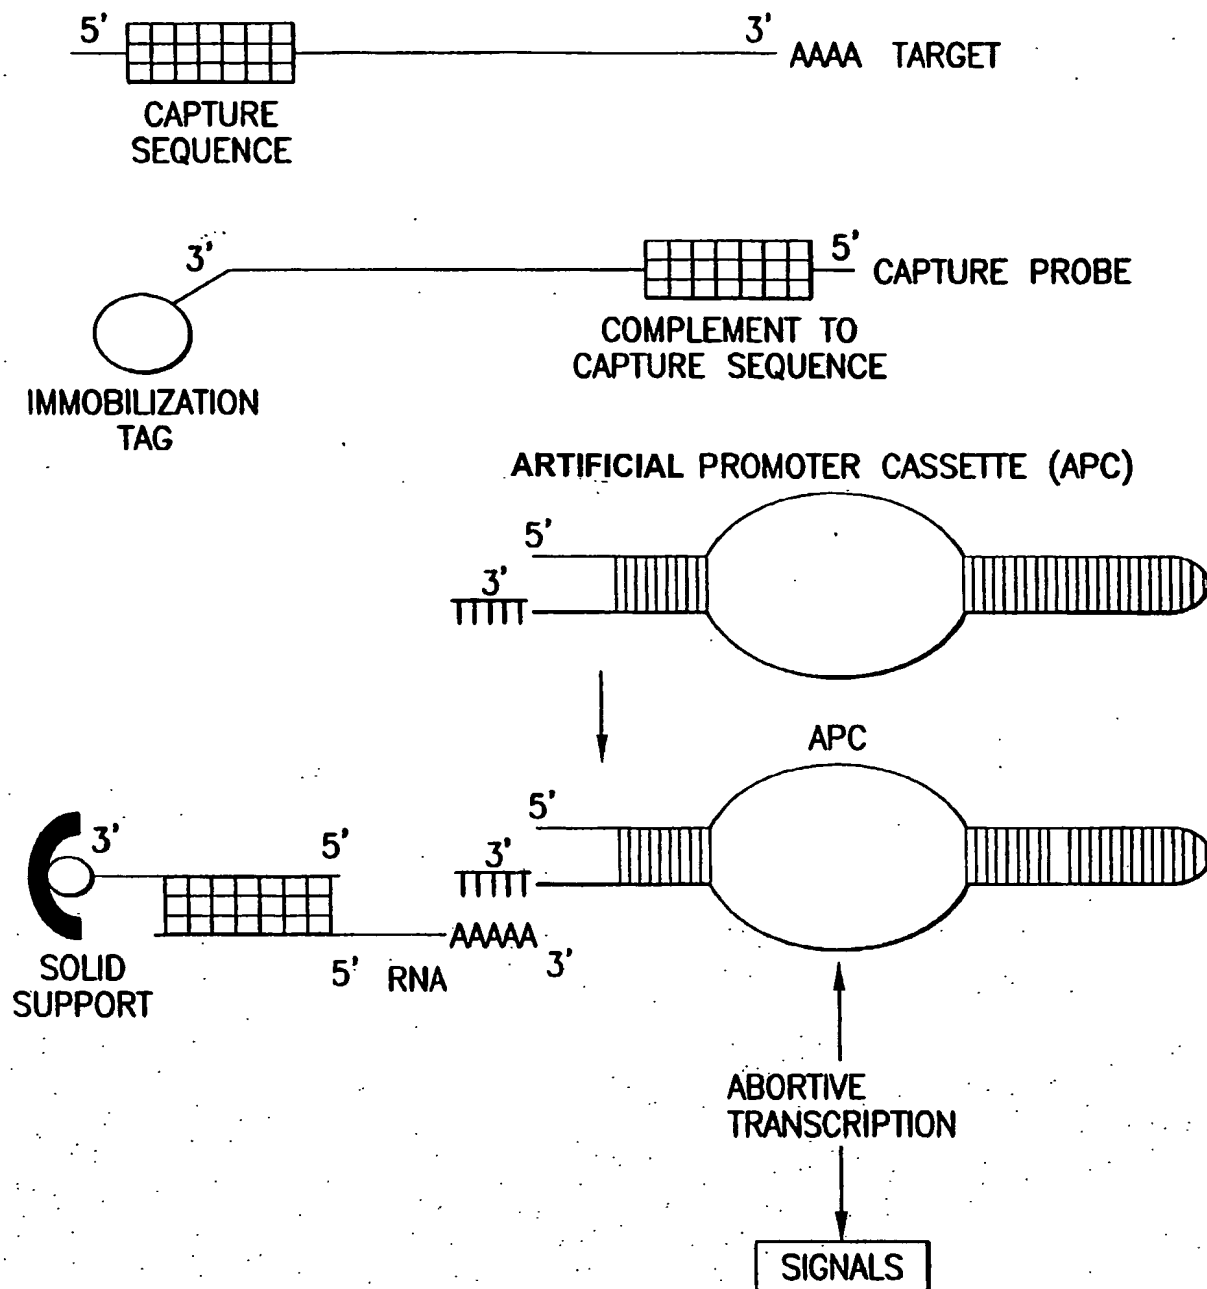 5' 3'
AAAA TARGET
CAPTURE
SEQUENCE
3' 5'
CAPTURE PROBE
COMPLEMENT TO
CAPTURE SEQUENCE
IMMOBILIZATION
TAG
ARTIFICIAL PROMOTER CASSETTE (APC)
5'
3'
TTTTT
APC
5'
3' 5' 3'
TTTTT
AAAAA
5' RNA 3'
SOLID
SUPPORT
ABORTIVE
TRANSCRIPTION
SIGNALS